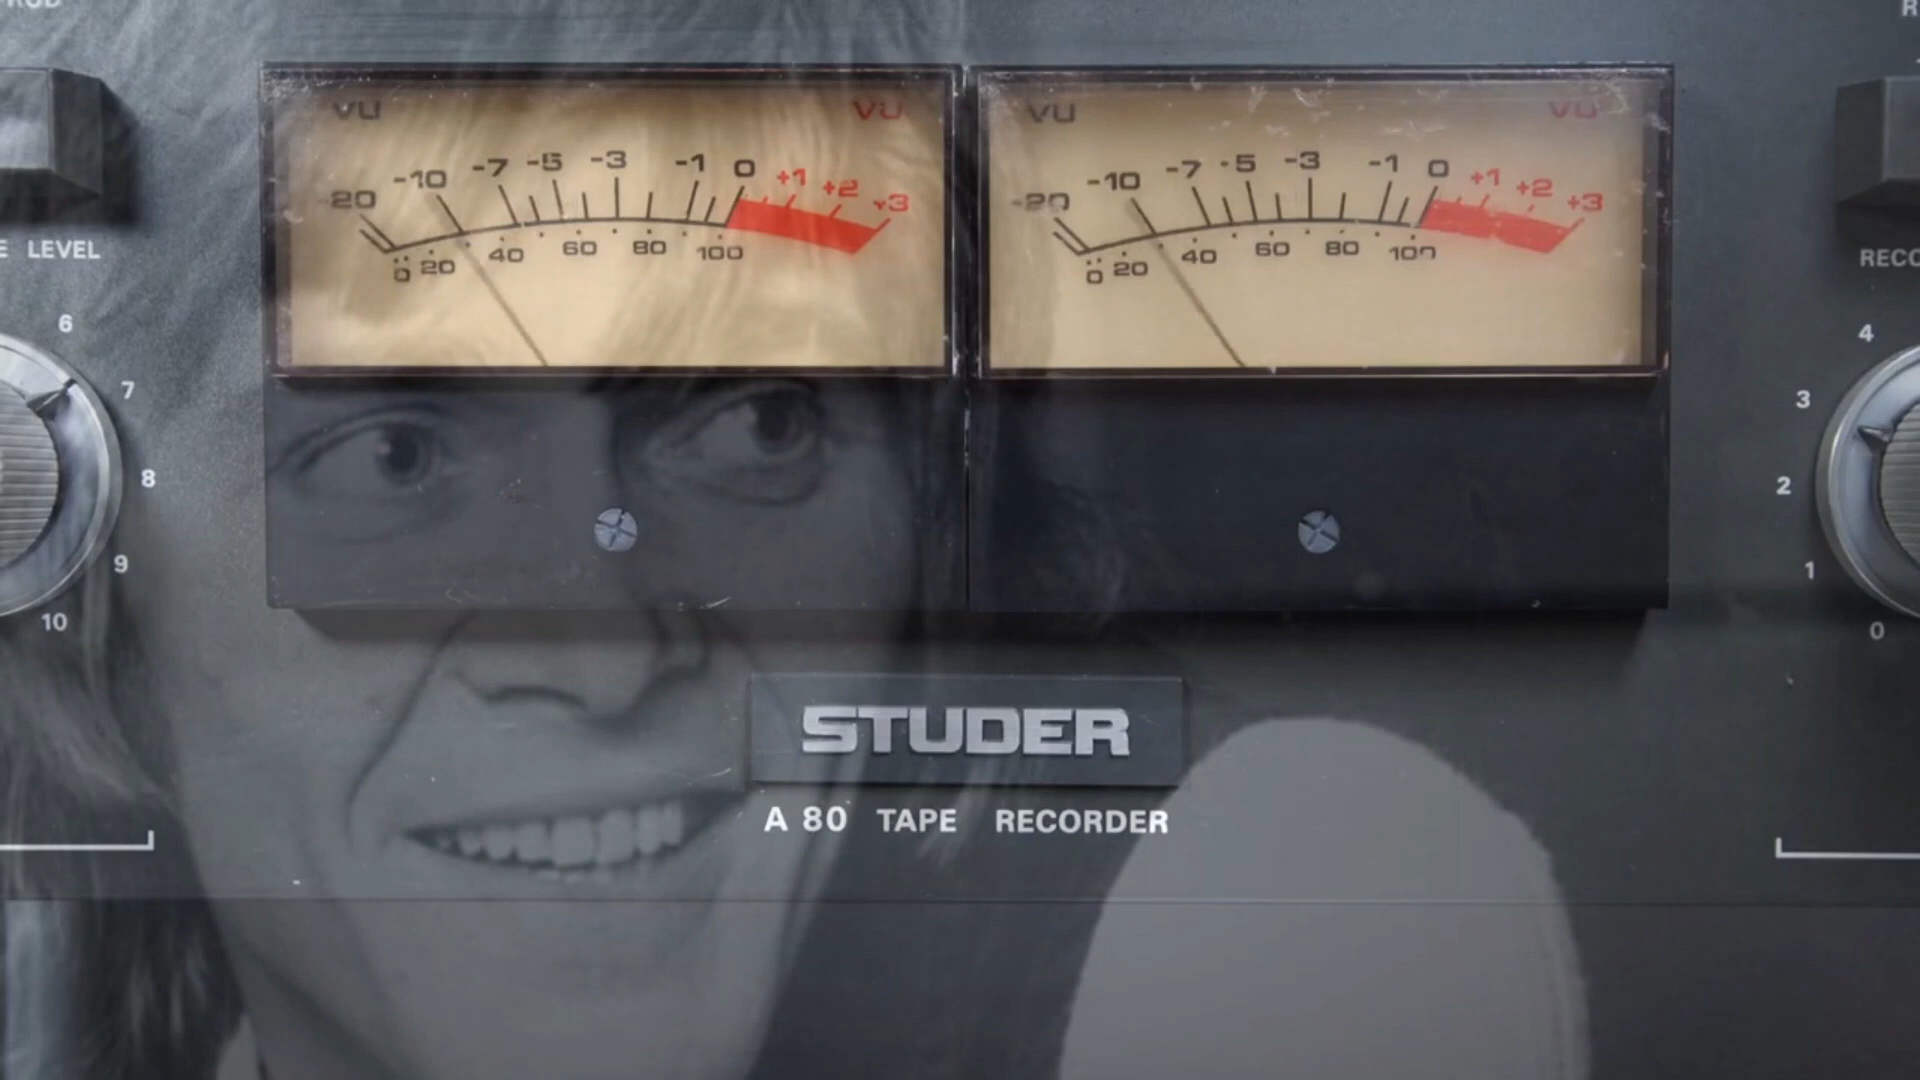 VU VU
-20 -10 -7 -5 -3 -1 0 +1 +2 +3
0 20 40 60 80 100
VU VU
-20 -10 -7 -5 -3 -1 0 +1 +2 +3
0 20 40 60 80 100
LEVEL
6
7
8
9
10
4
3
2
1
0
STUDER
A 80 TAPE RECORDER